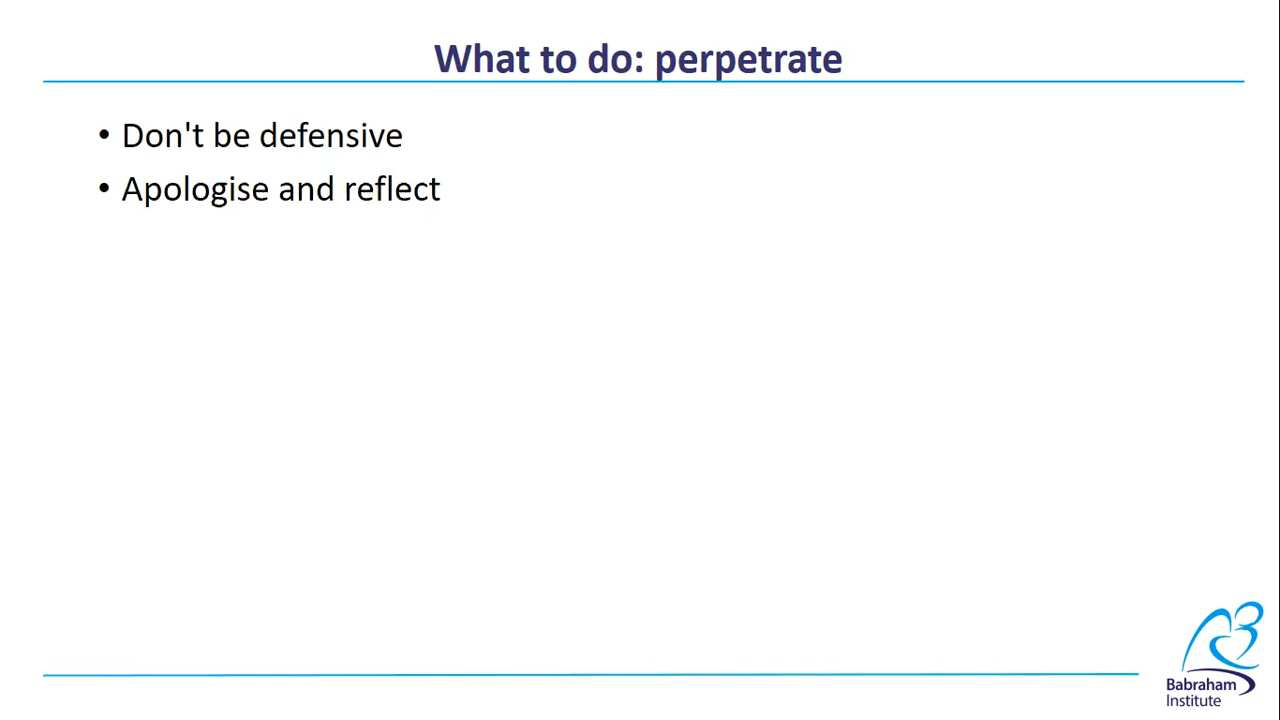 What to do: perpetrate
• Don't be defensive
• Apologise and reflect
Babraham
Institute